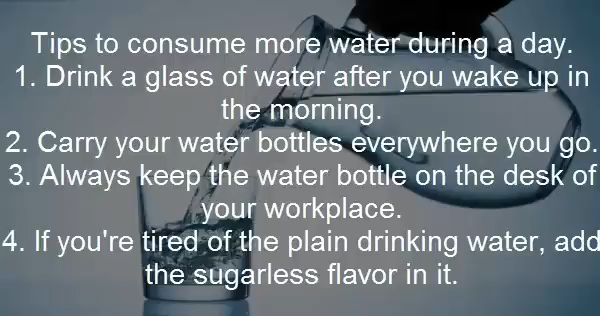 Tips to consume more water during a day.
1. Drink a glass of water after you wake up in
the morning.
2. Carry your water bottles everywhere you go.
3. Always keep the water bottle on the desk of
your workplace.
4. If you're tired of the plain drinking water, add
the sugarless flavor in it.